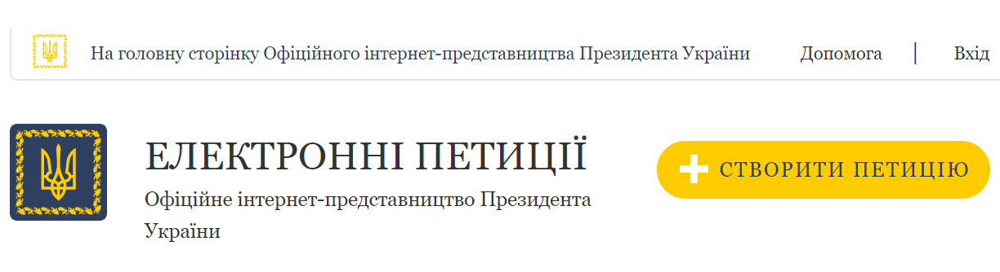 На головну сторінку Офіційного інтернет-представництва Президента України
Допомога
Вхід
ЕЛЕКТРОННІ ПЕТИЦІЇ
Офіційне інтернет-представництво Президента
України
СТВОРИТИ ПЕТИЦІЮ